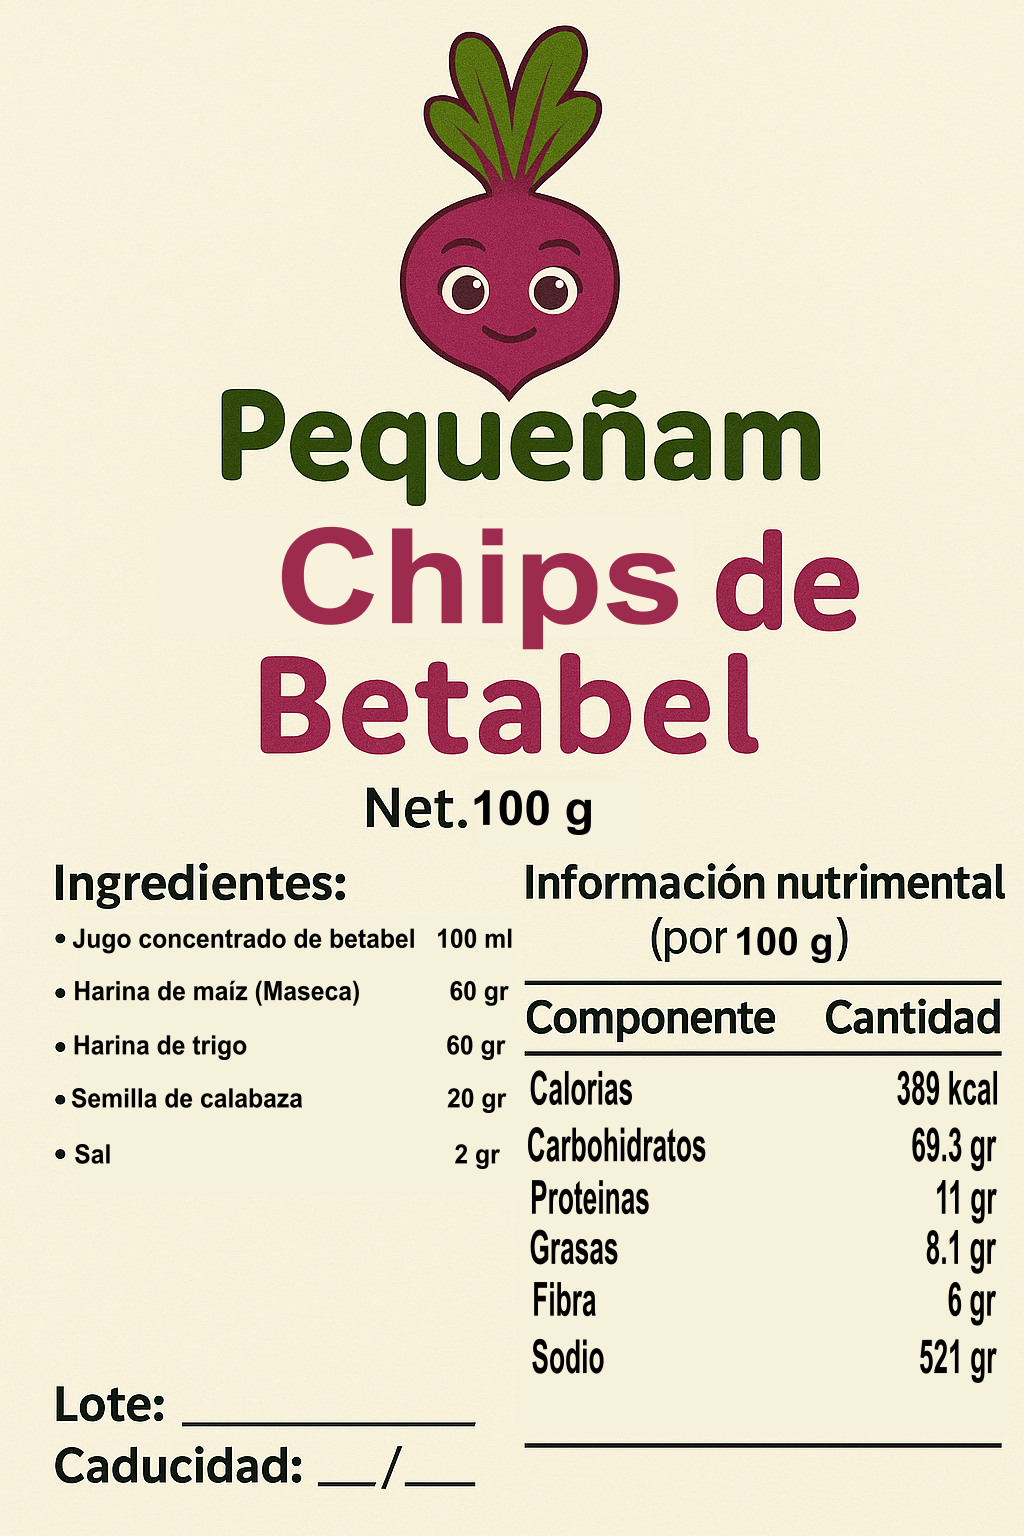 Pequeñam
Chips de
Betabel
Net.100 g
Ingredientes:
• Jugo concentrado de betabel 100 ml
• Harina de maíz (Maseca) 60 gr
• Harina de trigo 60 gr
• Semilla de calabaza 20 gr
• Sal 2 gr
Información nutrimental
(por 100 g)
Componente Cantidad
Calorias 389 kcal
Carbohidratos 69.3 gr
Proteinas 11 gr
Grasas 8.1 gr
Fibra 6 gr
Sodio 521 gr
Lote: ____________
Caducidad: __/__